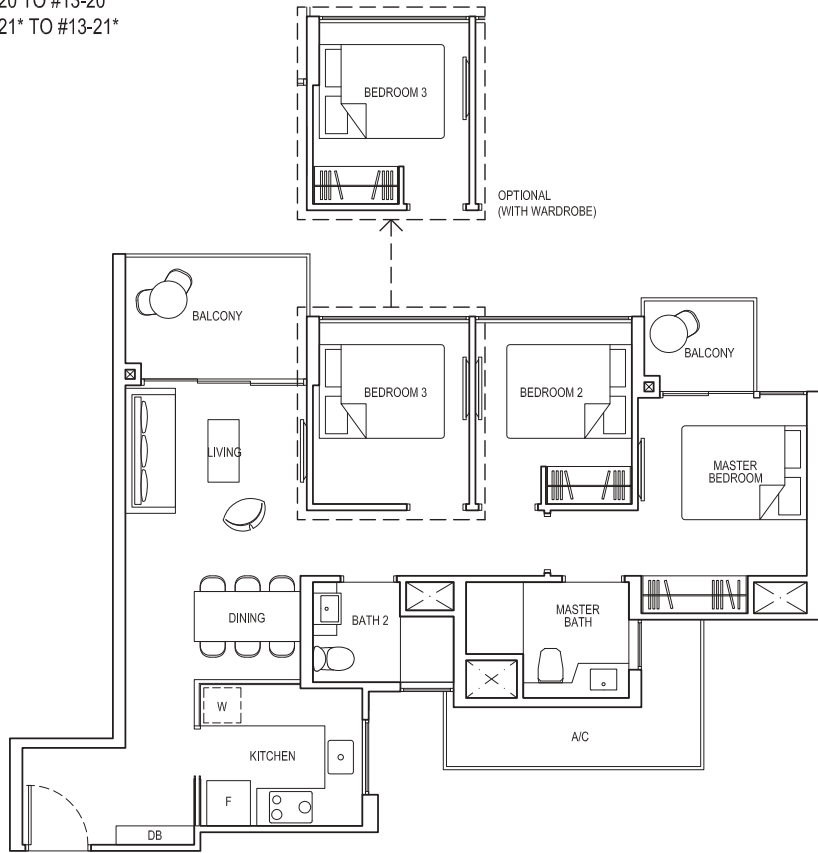 20 TO #13-20
21* TO #13-21*
BEDROOM 3
OPTIONAL
(WITH WARDROBE)
BALCONY
BALCONY
BEDROOM 3
BEDROOM 2
LIVING
MASTER
BEDROOM
DINING
BATH 2
MASTER
BATH
W
KITCHEN
A/C
F
DB